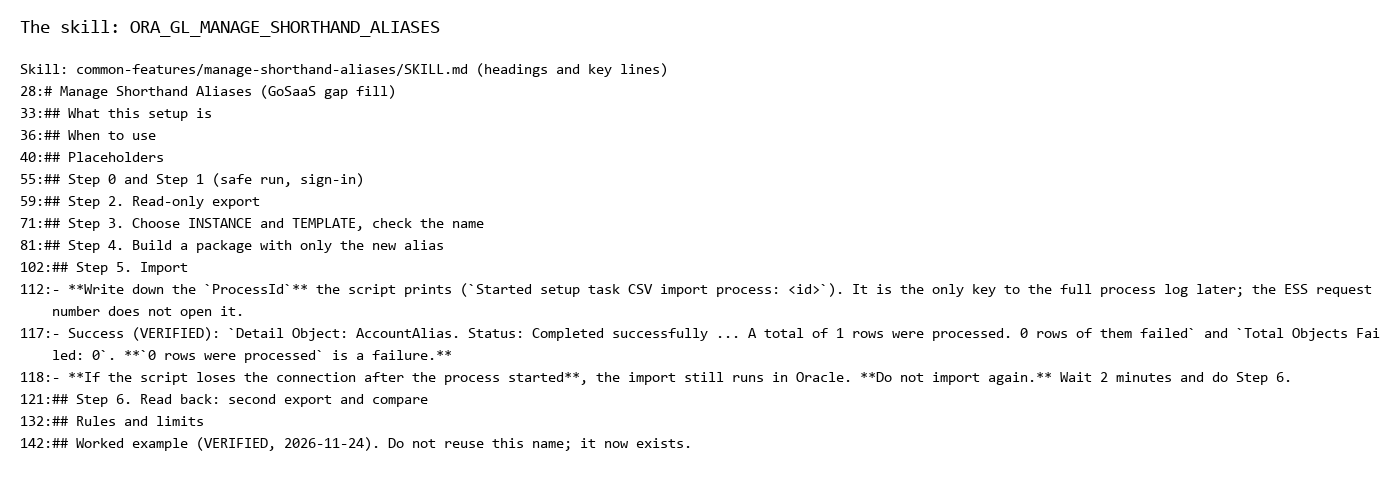 The skill: ORA_GL_MANAGE_SHORTHAND_ALIASES
Skill: common-features/manage-shorthand-aliases/SKILL.md (headings and key lines)
28:# Manage Shorthand Aliases (GoSaaS gap fill)
33:## What this setup is
36:## When to use
40:## Placeholders
55:## Step 0 and Step 1 (safe run, sign-in)
59:## Step 2. Read-only export
71:## Step 3. Choose INSTANCE and TEMPLATE, check the name
81:## Step 4. Build a package with only the new alias
102:## Step 5. Import
112:- **Write down the `ProcessId`** the script prints (`Started setup task CSV import process: <id>`). It is the only key to the full process log later; the ESS request
number does not open it.
117:- Success (VERIFIED): `Detail Object: AccountAlias. Status: Completed successfully ... A total of 1 rows were processed. 0 rows of them failed` and `Total Objects Fai
led: 0`. **`0 rows were processed` is a failure.**
118:- **If the script loses the connection after the process started**, the import still runs in Oracle. **Do not import again.** Wait 2 minutes and do Step 6.
121:## Step 6. Read back: second export and compare
132:## Rules and limits
142:## Worked example (VERIFIED, 2026-11-24). Do not reuse this name; it now exists.